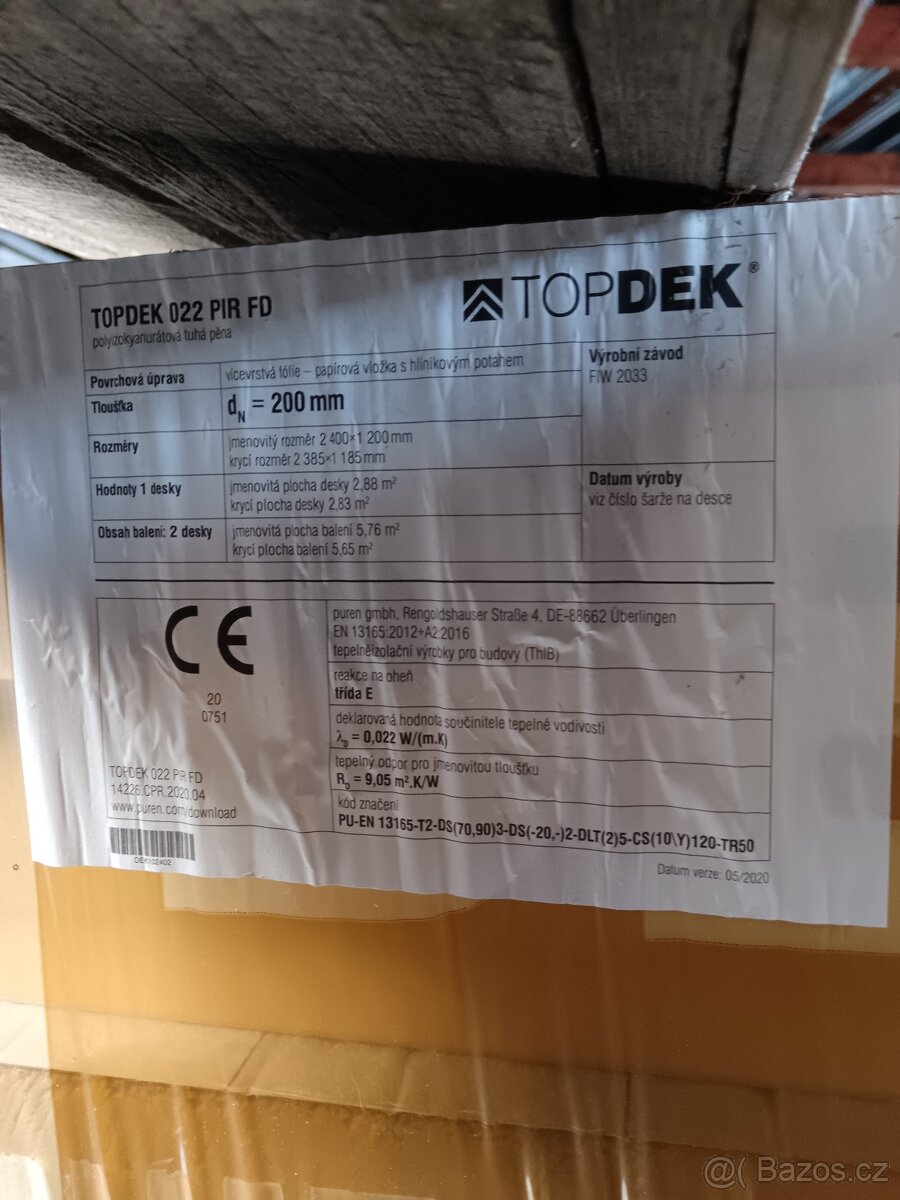 TOPDEK 022 PIR FD
polyizokyanurátová tuhá pěna
TOPDEK®
Povrchová úprava
vícevrstvá fólie – papírová vložka s hliníkovým potahem
Tloušťka
dN = 200 mm
Rozměry
jmenovitý rozměr 2 400×1 200 mm
krycí rozměr 2 385×1 185 mm
Hodnoty 1 desky
jmenovitá plocha desky 2,88 m²
krycí plocha desky 2,83 m²
Obsah balení: 2 desky
jmenovitá plocha balení 5,76 m²
krycí plocha balení 5,65 m²
Výrobní závod
FIW 2033
Datum výroby
viz číslo šarže na desce
CE
20
0751
TOPDEK 022 PIR FD
14226.CPR.2020.04
www.puren.com/download
DEK102402
puren gmbh, Rengoldshauser Straße 4, DE-88662 Überlingen
EN 13165:2012+A2:2016
tepelněizolační výrobky pro budovy (ThIB)
reakce na oheň
třída E
deklarovaná hodnota součinitele tepelné vodivosti
λD = 0,022 W/(m.K)
tepelný odpor pro jmenovitou tloušťku
RD = 9,05 m².K/W
kód značení
PU-EN 13165-T2-DS(70,90)3-DS(-20,-)2-DLT(2)5-CS(10\Y)120-TR50
Datum verze: 05/2020
@( Bazos.cz